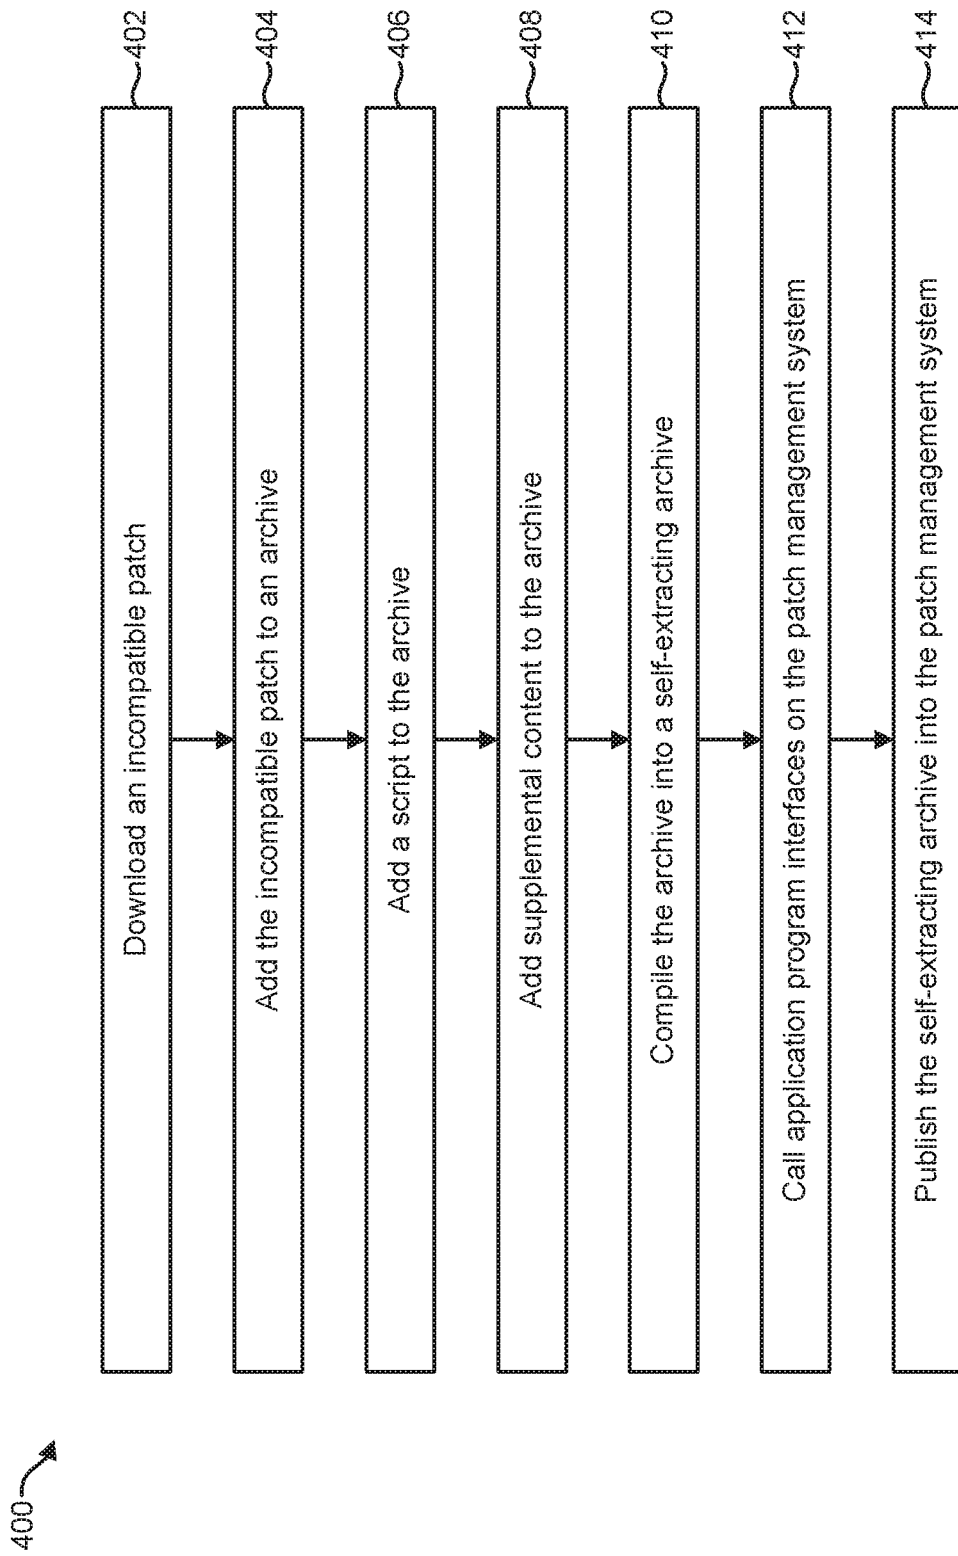 400
Download an incompatible patch
402
Add the incompatible patch to an archive
404
Add a script to the archive
406
Add supplemental content to the archive
408
Compile the archive into a self-extracting archive
410
Call application program interfaces on the patch management system
412
Publish the self-extracting archive into the patch management system
414